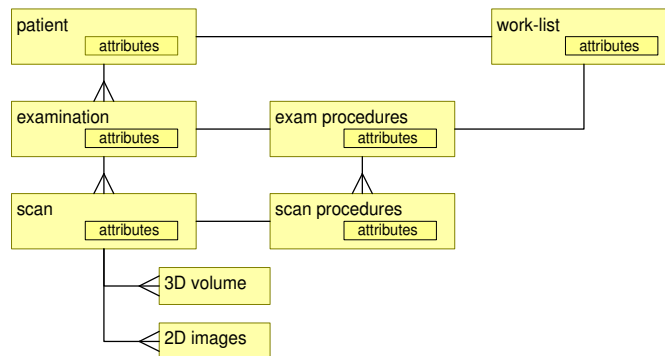 patient
attributes
work-list
attributes
examination
attributes
exam procedures
attributes
scan
attributes
scan procedures
attributes
3D volume
2D images